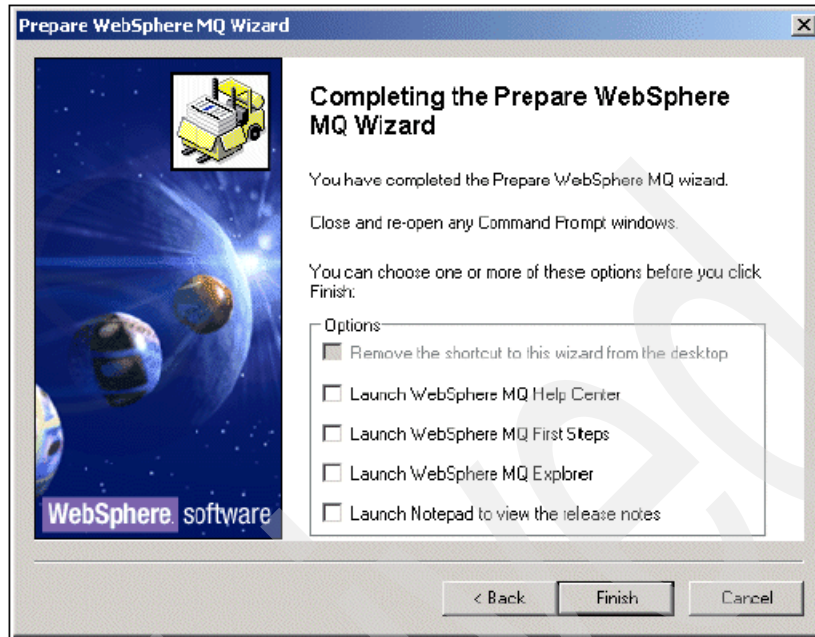 Prepare WebSphere MQ Wizard
Completing the Prepare WebSphere
MQ Wizard
You have completed the Prepare WebSphere MQ wizard.
Close and re-open any Command Prompt windows.
You can choose one or more of these options before you click
Finish:
Options
Remove the shortcut to this wizard from the desktop
Launch WebSphere MQ Help Center
Launch WebSphere MQ First Steps
Launch WebSphere MQ Explorer
Launch Notepad to view the release notes
WebSphere. software
< Back
Finish
Cancel